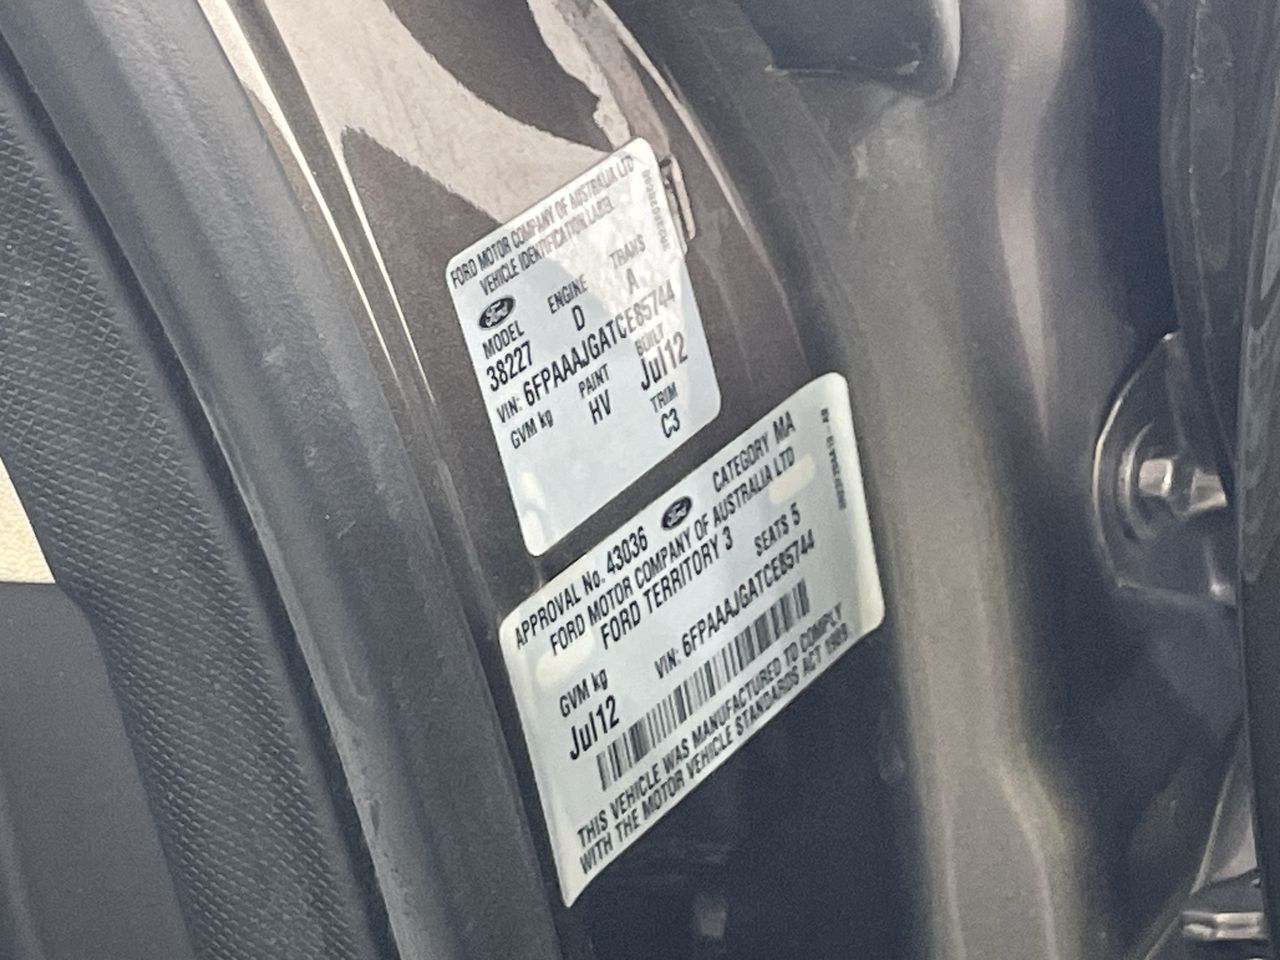 FORD MOTOR COMPANY OF AUSTRALIA LTD
VEHICLE IDENTIFICATION LABEL
Ford
MODEL ENGINE TRANS
38227 D A
VIN: 6FPAAAJGATCE85744
GVM kg PAINT BUILT
HV Jul12
TRIM
C3
APPROVAL No. 43036 Ford CATEGORY MA
FORD MOTOR COMPANY OF AUSTRALIA LTD
FORD TERRITORY 3 SEATS 5
GVM kg VIN: 6FPAAAJGATCE85744
Jul12
THIS VEHICLE WAS MANUFACTURED TO COMPLY
WITH THE MOTOR VEHICLE STANDARDS ACT 1989